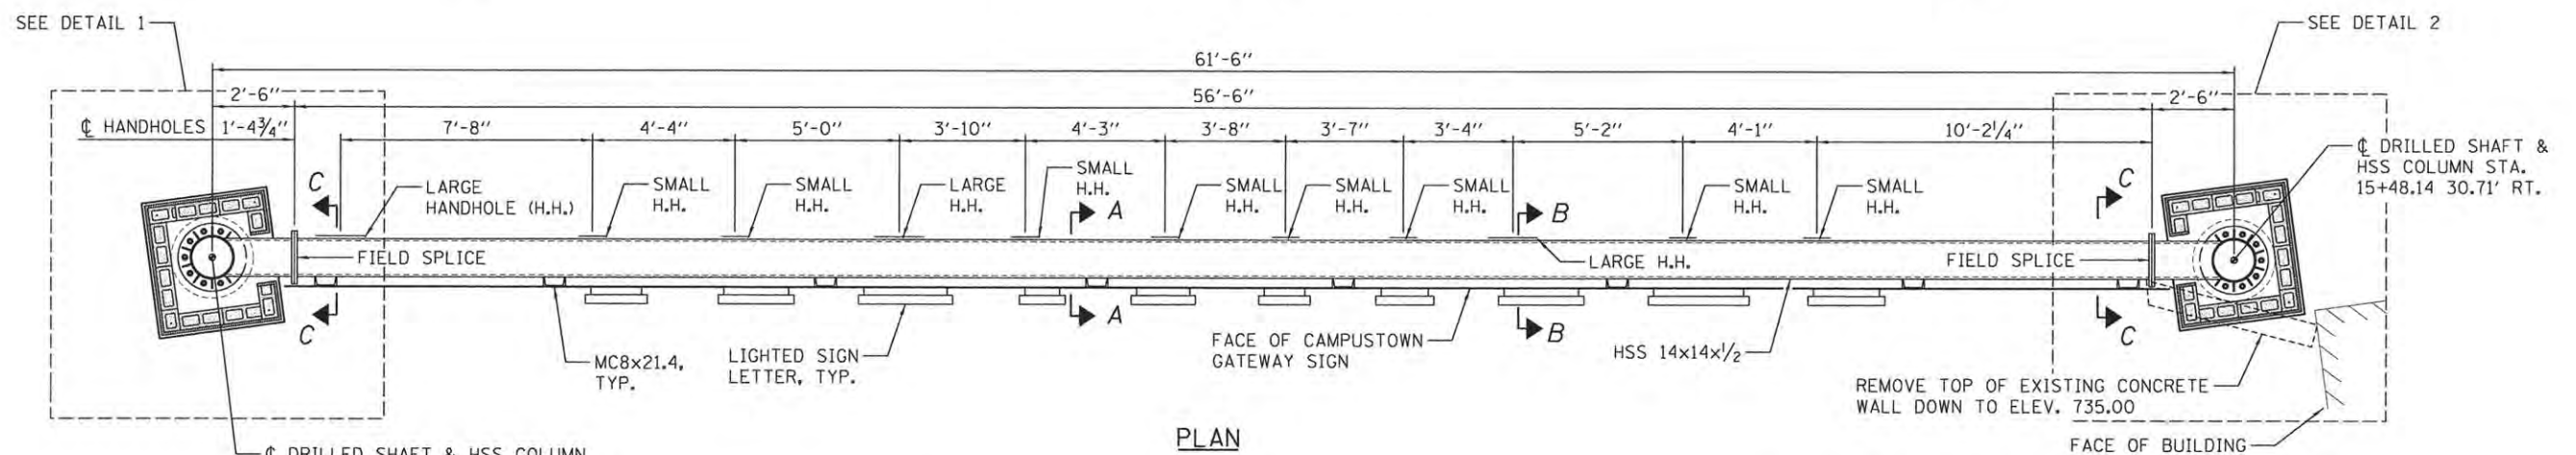 SEE DETAIL 1
SEE DETAIL 2
61'-6"
2'-6"
56'-6"
2'-6"
℄ HANDHOLES
1'-4¾"
7'-8"
4'-4"
5'-0"
3'-10"
4'-3"
3'-8"
3'-7"
3'-4"
5'-2"
4'-1"
10'-2¼"
℄ DRILLED SHAFT &
HSS COLUMN STA.
15+48.14 30.71' RT.
C
LARGE
HANDHOLE (H.H.)
SMALL
H.H.
SMALL
H.H.
LARGE
H.H.
SMALL
H.H.
A
SMALL
H.H.
SMALL
H.H.
SMALL
H.H.
B
SMALL
H.H.
SMALL
H.H.
C
FIELD SPLICE
LARGE H.H.
FIELD SPLICE
C
MC8x21.4,
TYP.
LIGHTED SIGN
LETTER, TYP.
A
FACE OF CAMPUSTOWN
GATEWAY SIGN
B
HSS 14x14x½
C
REMOVE TOP OF EXISTING CONCRETE
WALL DOWN TO ELEV. 735.00
PLAN
FACE OF BUILDING
℄ DRILLED SHAFT & HSS COLUMN